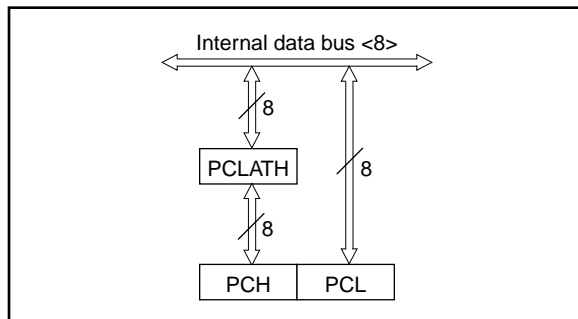 Internal data bus <8>
8
PCLATH
8
8
PCH PCL